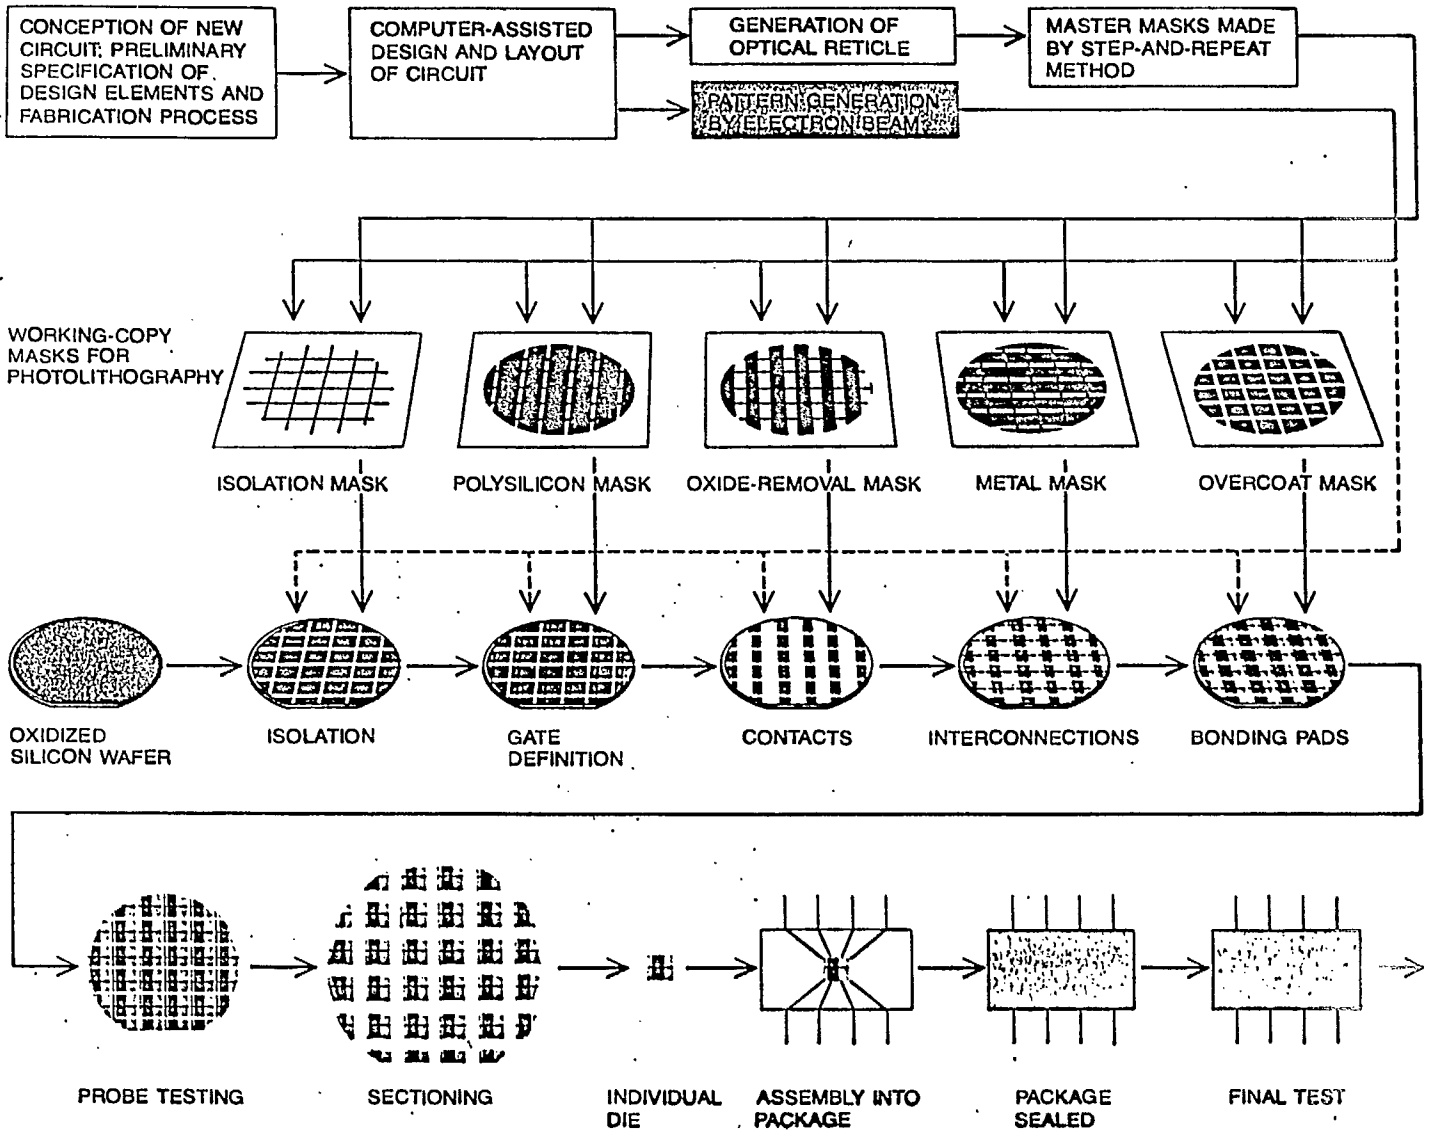 CONCEPTION OF NEW
CIRCUIT; PRELIMINARY
SPECIFICATION OF
DESIGN ELEMENTS AND
FABRICATION PROCESS
COMPUTER-ASSISTED
DESIGN AND LAYOUT
OF CIRCUIT
GENERATION OF
OPTICAL RETICLE
MASTER MASKS MADE
BY STEP-AND-REPEAT
METHOD
PATTERN GENERATION
BY ELECTRON BEAM
WORKING-COPY
MASKS FOR
PHOTOLITHOGRAPHY
ISOLATION MASK
POLYSILICON MASK
OXIDE-REMOVAL MASK
METAL MASK
OVERCOAT MASK
OXIDIZED
SILICON WAFER
ISOLATION
GATE
DEFINITION
CONTACTS
INTERCONNECTIONS
BONDING PADS
PROBE TESTING
SECTIONING
INDIVIDUAL
DIE
ASSEMBLY INTO
PACKAGE
PACKAGE
SEALED
FINAL TEST